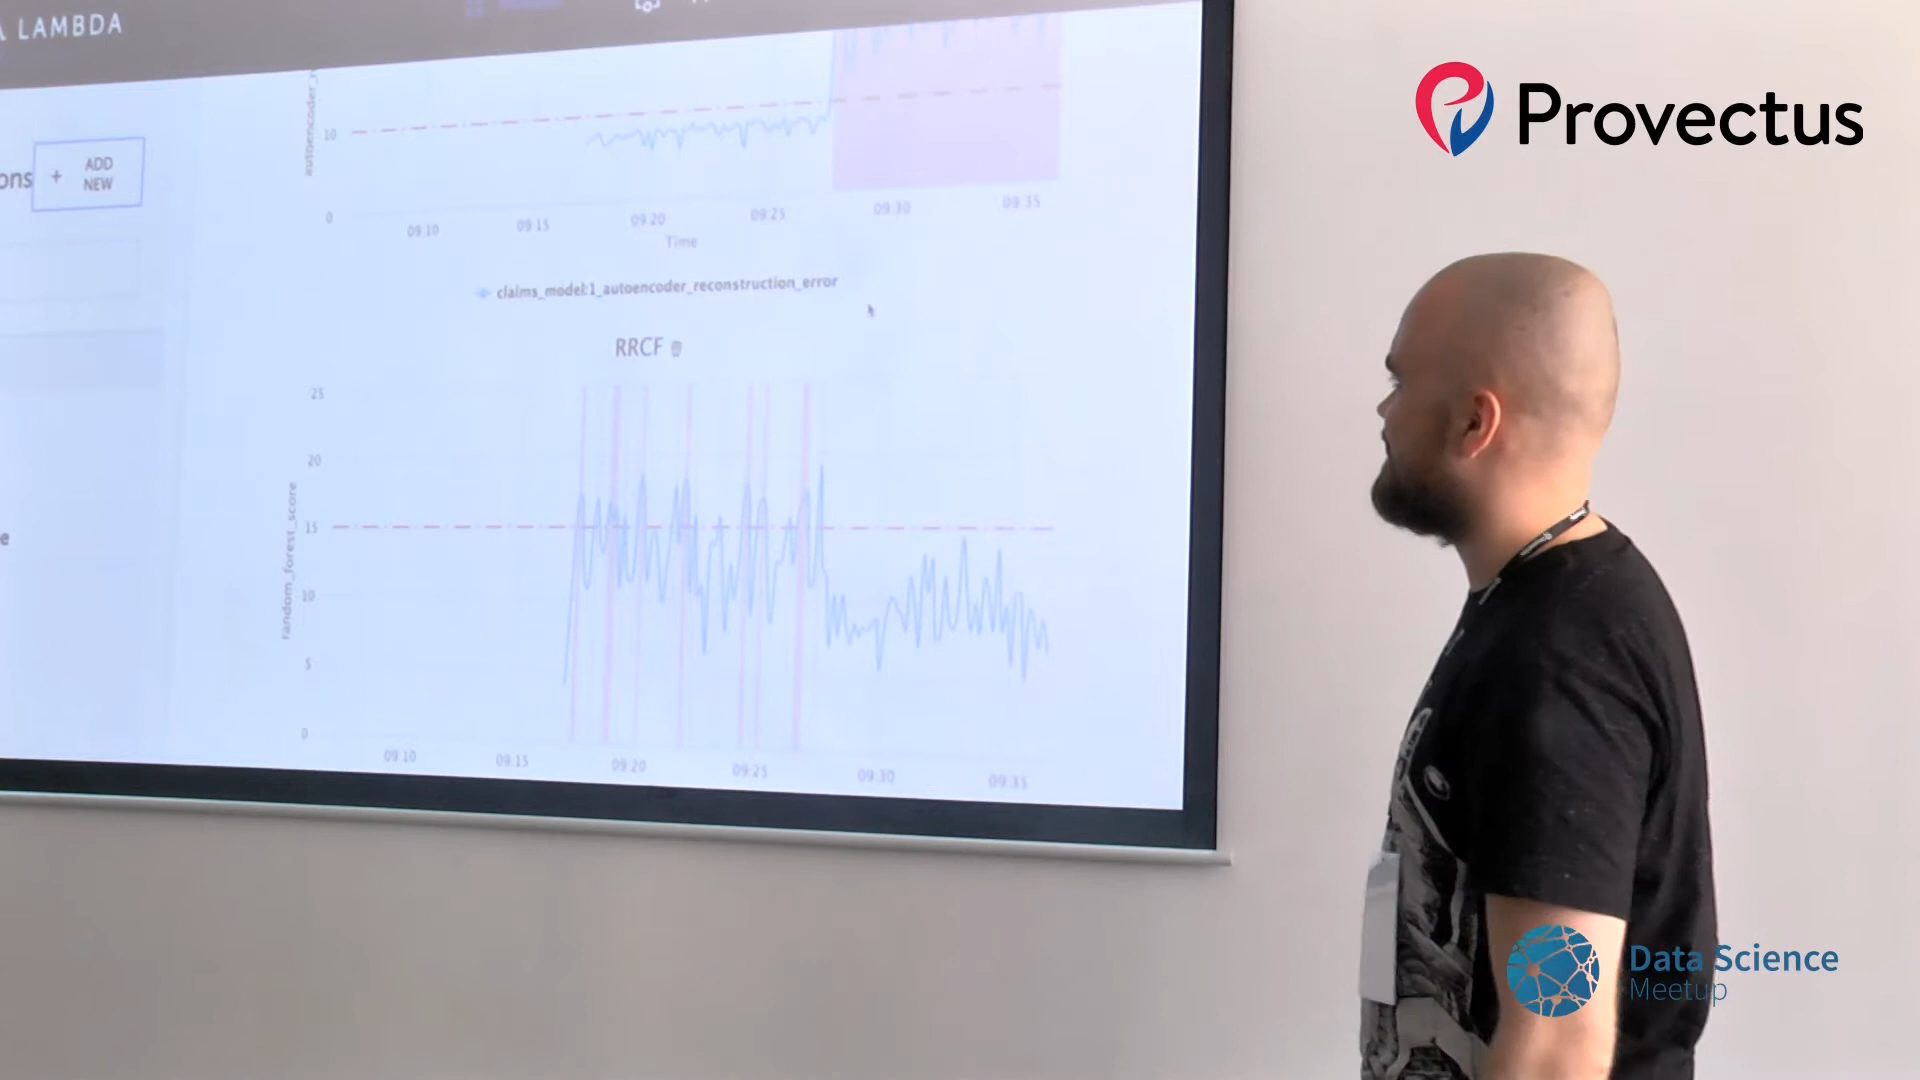 LAMBDA
Provectus
ons
+ ADD
NEW
10
0
09:10
09:15
09:20
09:25
09:30
09:35
Time
claims_model:1_autoencoder_reconstruction_error
RRCF
25
20
15
10
5
0
random_forest_score
09:10
09:15
09:20
09:25
09:30
09:35
e
Data Science
Meetup